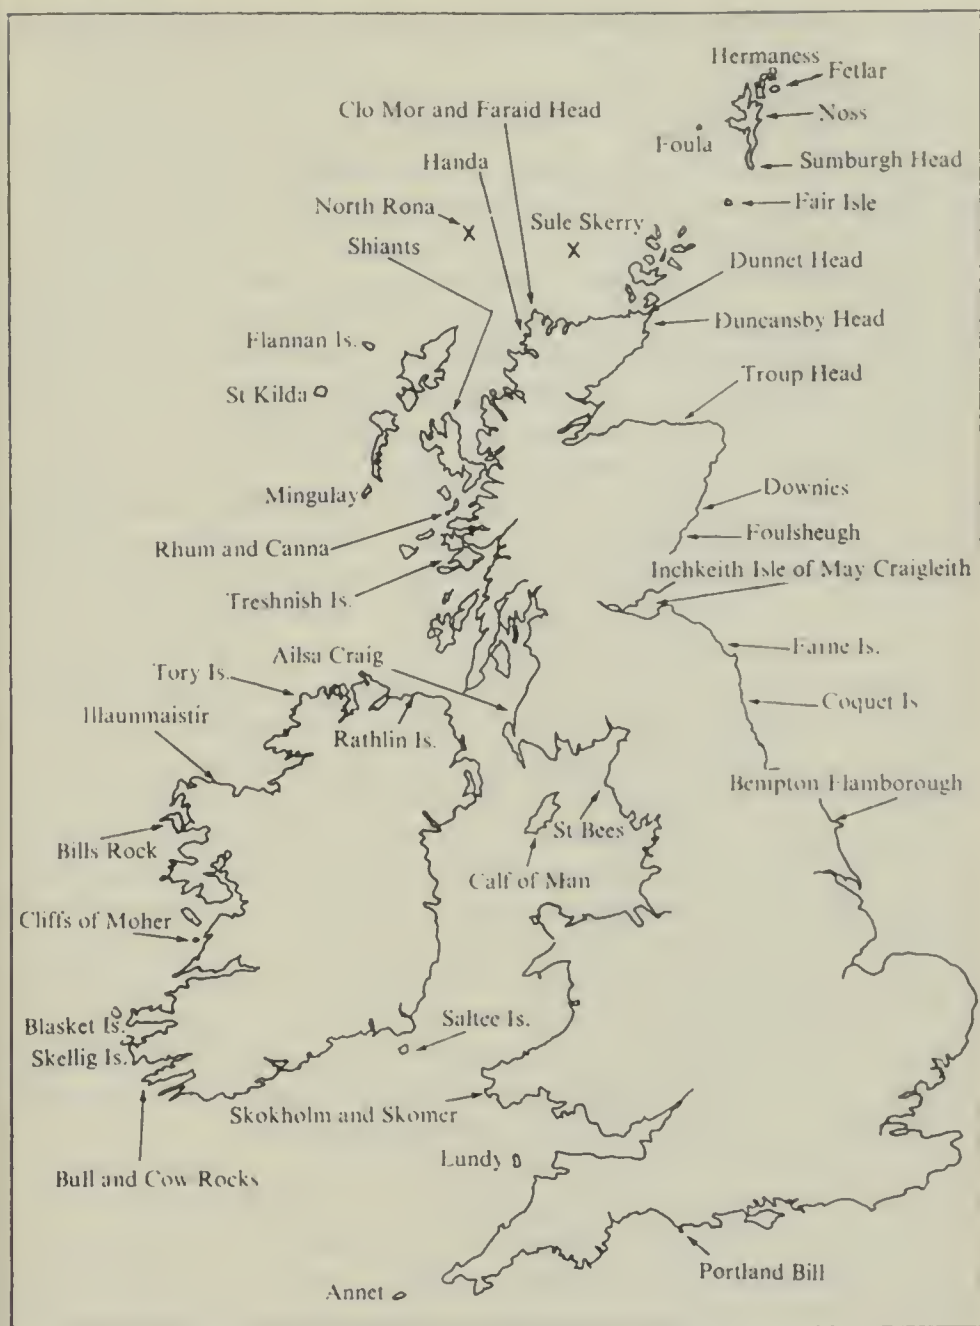 Hermaness
Fetlar
Clo Mor and Faraid Head
Noss
Foula
Handa
Sumburgh Head
North Rona
Fair Isle
Sule Skerry
Shiants
Dunnet Head
Duncansby Head
Flannan Is.
Troup Head
St Kilda
Downies
Mingulay
Foulsheugh
Rhum and Canna
Inchkeith Isle of May Craigleith
Treshnish Is.
Farne Is.
Ailsa Craig
Tory Is.
Coquet Is
Illaunmaistir
Rathlin Is.
Bempton Flamborough
St Bees
Bills Rock
Calf of Man
Cliffs of Moher
Saltee Is.
Blasket Is.
Skellig Is.
Skokholm and Skomer
Lundy
Bull and Cow Rocks
Portland Bill
Annet